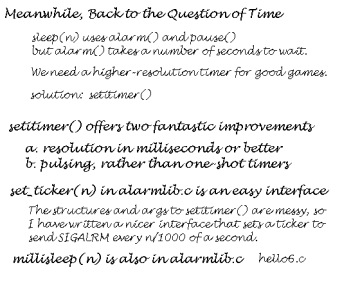 Meanwhile, Back to the Question of Time
sleep(n) uses alarm() and pause()
but alarm() takes a number of seconds to wait.
We need a higher-resolution timer for good games.
solution: setitimer()
setitimer() offers two fantastic improvements
a. resolution in milliseconds or better
b. pulsing, rather than one-shot timers
set_ticker(n) in alarmlib.c is an easy interface
The structures and args to setitimer() are messy, so
I have written a nicer interface that sets a ticker to
send SIGALRM every n/1000 of a second.
millisleep(n) is also in alarmlib.c hello6.c